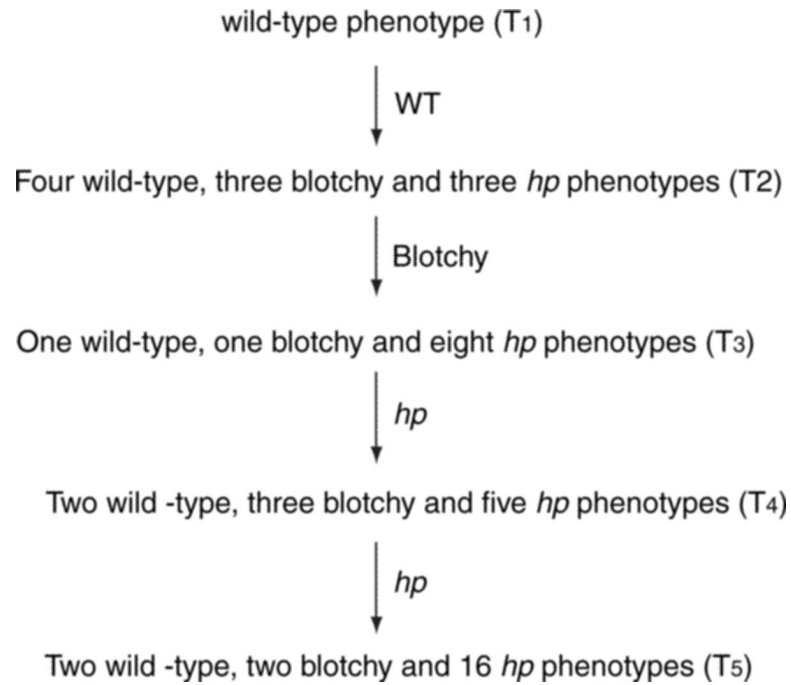 wild-type phenotype (T1)
WT
Four wild-type, three blotchy and three hp phenotypes (T2)
Blotchy
One wild-type, one blotchy and eight hp phenotypes (T3)
hp
Two wild -type, three blotchy and five hp phenotypes (T4)
hp
Two wild -type, two blotchy and 16 hp phenotypes (T5)